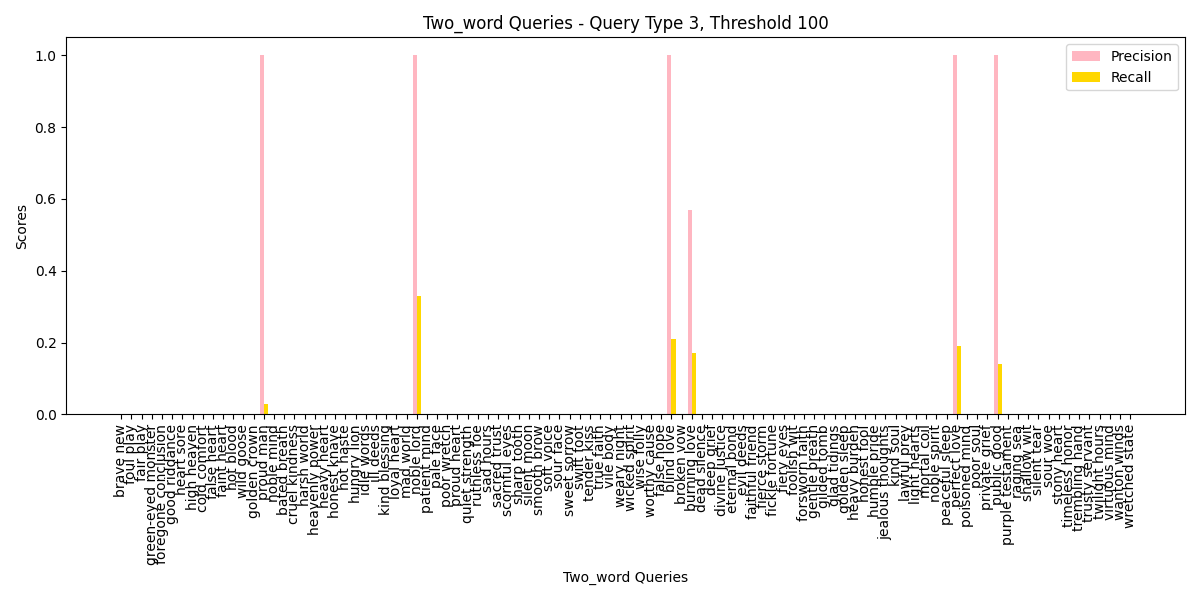 Two_word Queries - Query Type 3, Threshold 100
Precision
Recall
Scores
1.0
0.8
0.6
0.4
0.2
0.0
brave new
foul play
fair play
green-eyed monster
foregone conclusion
good riddance
heart sore
high heaven
cold comfort
false heart
faint heart
hot blood
wild goose
golden crown
proud man
noble mind
bated breath
cruel kindness
harsh world
heavenly power
heavy heart
honest knave
hot haste
hungry lion
idle words
ill deeds
kind blessing
loyal heart
mad world
noble lord
patient mind
pale face
poor wretch
proud heart
quiet strength
ruthless foe
sad hours
sacred trust
scornful eyes
sharp tooth
silent moon
smooth brow
soft voice
sour face
sweet sorrow
swift foot
tender kiss
true faith
vile body
weary night
wicked spirit
wise folly
worthy cause
false hope
blind love
broken vow
burning love
dead silence
deep grief
divine justice
eternal bond
evil deeds
faithful friend
fierce storm
fickle fortune
fiery eyes
foolish wit
forsworn faith
gentle breath
gilded tomb
glad tidings
golden sleep
heavy burden
honest fool
humble pride
jealous thoughts
kind soul
lawful prey
light hearts
mortal coil
noble spirit
peaceful sleep
perfect love
poisoned mind
poor soul
private grief
public good
purple testament
raging sea
shallow wit
silent tear
sour woe
stony heart
timeless honor
trembling hand
trusty servant
twilight hours
virtuous mind
wanton wind
wretched state
Two_word Queries